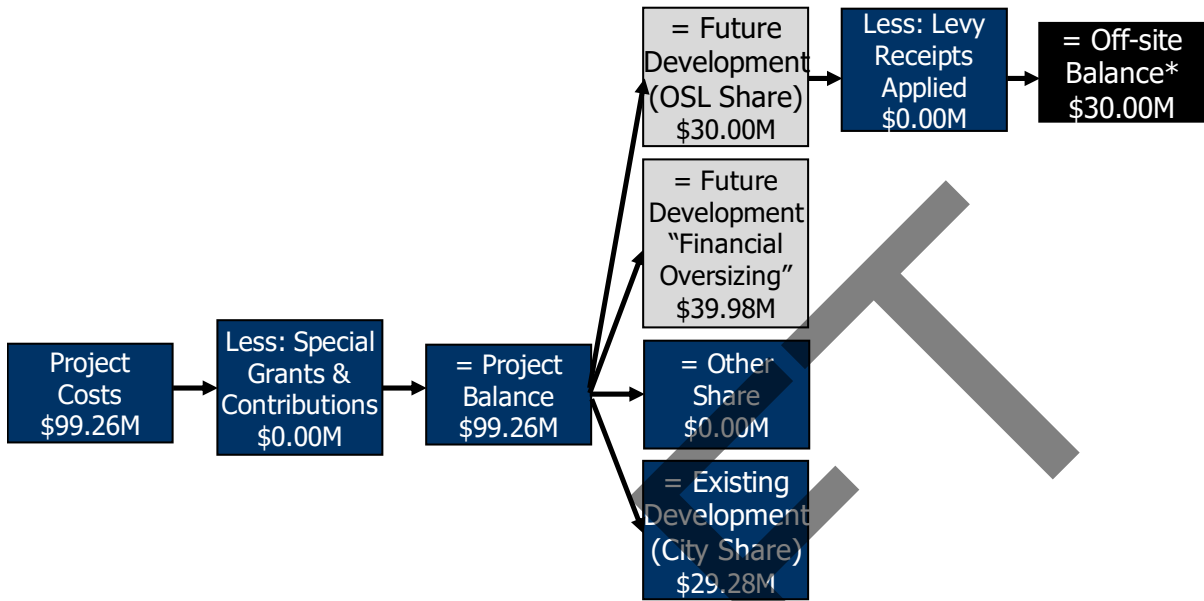 Project
Costs
$99.26M
Less: Special
Grants &
Contributions
$0.00M
= Project
Balance
$99.26M
= Future
Development
(OSL Share)
$30.00M
Less: Levy
Receipts
Applied
$0.00M
= Off-site
Balance*
$30.00M
= Future
Development
“Financial
Oversizing”
$39.98M
= Other
Share
$0.00M
= Existing
Development
(City Share)
$29.28M